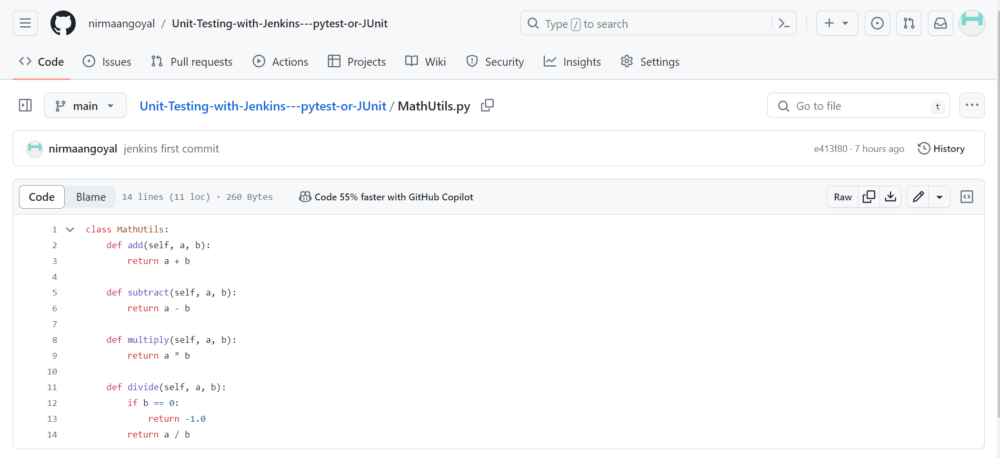 nirmaangoyal / Unit-Testing-with-Jenkins---pytest-or-JUnit
Type / to search
Code Issues Pull requests Actions Projects Wiki Security Insights Settings
main Unit-Testing-with-Jenkins---pytest-or-JUnit / MathUtils.py
Go to file t
nirmaangoyal jenkins first commit e413f80 · 7 hours ago History
Code Blame 14 lines (11 loc) · 260 Bytes Code 55% faster with GitHub Copilot Raw
1 class MathUtils:
2     def add(self, a, b):
3         return a + b
4
5     def subtract(self, a, b):
6         return a - b
7
8     def multiply(self, a, b):
9         return a * b
10
11     def divide(self, a, b):
12         if b == 0:
13             return -1.0
14         return a / b